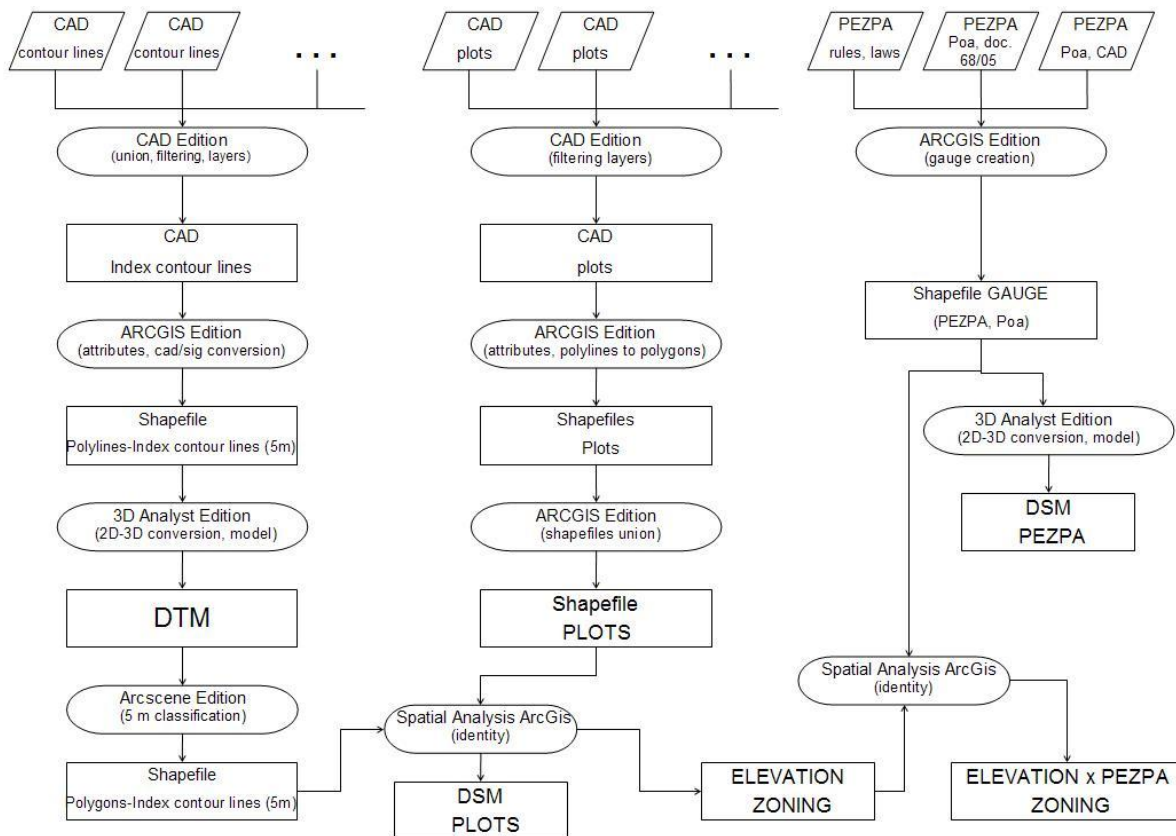 CAD
contour lines
CAD
contour lines
...
CAD Edition
(union, filtering, layers)
CAD
Index contour lines
ARCGIS Edition
(attributes, cad/sig conversion)
Shapefile
Polylines-Index contour lines (5m)
3D Analyst Edition
(2D-3D conversion, model)
DTM
Arcscene Edition
(5 m classification)
Shapefile
Polygons-Index contour lines (5m)
CAD
plots
CAD
plots
...
CAD Edition
(filtering layers)
CAD
plots
ARCGIS Edition
(attributes, polylines to polygons)
Shapefiles
Plots
ARCGIS Edition
(shapefiles union)
Shapefile
PLOTS
Spatial Analysis ArcGis
(identity)
DSM
PLOTS
ELEVATION
ZONING
PEZPA
rules, laws
PEZPA
Poa, doc.
68/05
PEZPA
Poa, CAD
ARCGIS Edition
(gauge creation)
Shapefile GAUGE
(PEZPA, Poa)
3D Analyst Edition
(2D-3D conversion, model)
DSM
PEZPA
Spatial Analysis ArcGis
(identity)
ELEVATION x PEZPA
ZONING